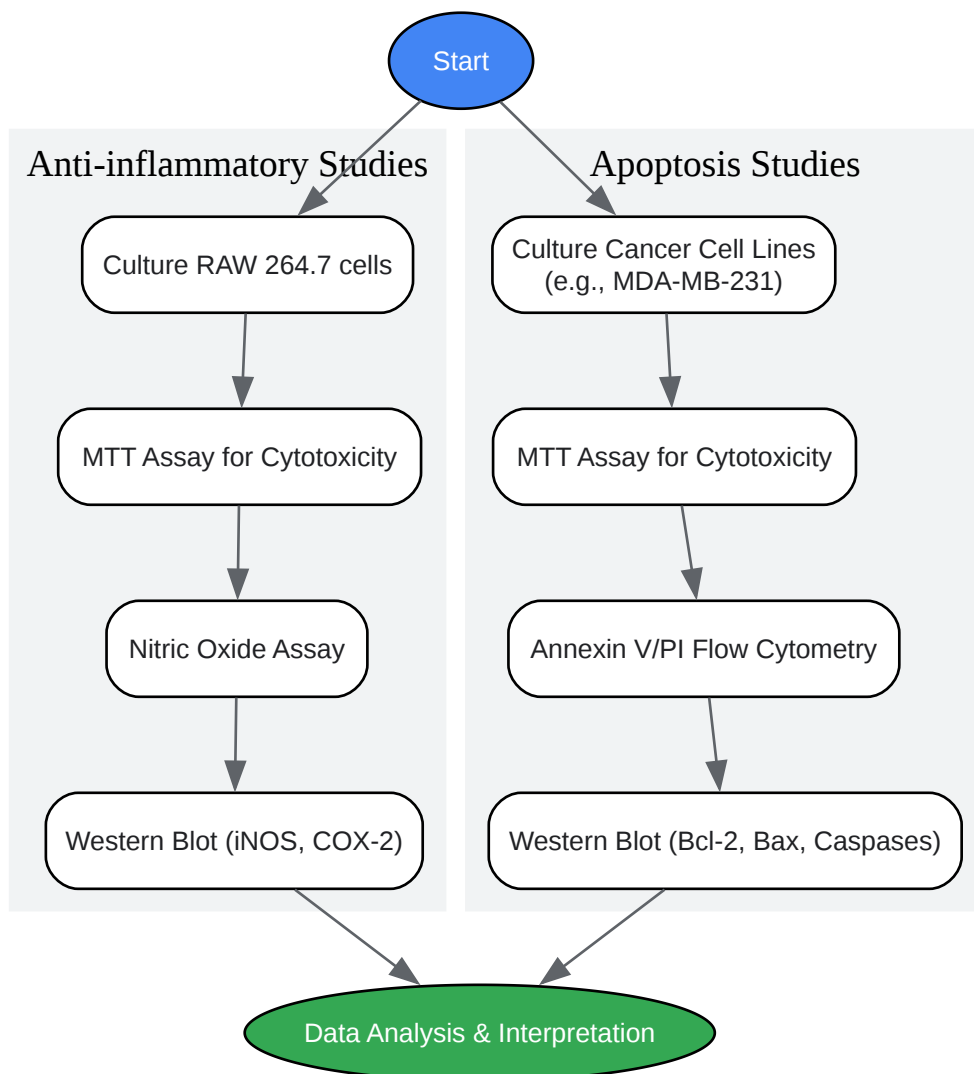 Start
Anti-inflammatory Studies
Culture RAW 264.7 cells
MTT Assay for Cytotoxicity
Nitric Oxide Assay
Western Blot (iNOS, COX-2)
Apoptosis Studies
Culture Cancer Cell Lines
(e.g., MDA-MB-231)
MTT Assay for Cytotoxicity
Annexin V/PI Flow Cytometry
Western Blot (Bcl-2, Bax, Caspases)
Data Analysis & Interpretation